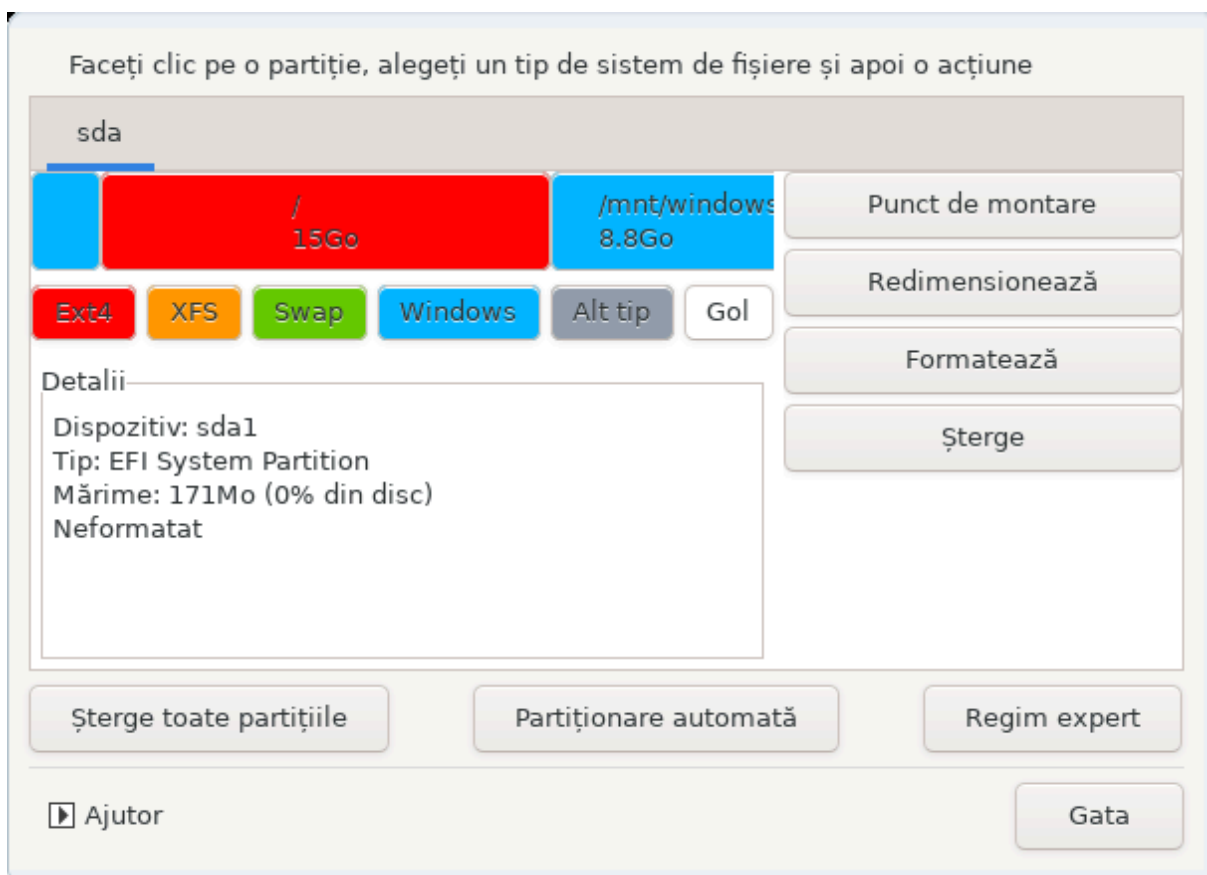 Faceți clic pe o partiție, alegeți un tip de sistem de fișiere și apoi o acțiune
sda
/
15Go
/mnt/windows
8.8Go
Punct de montare
Redimensionează
Formatează
Șterge
Ext4 XFS Swap Windows Alt tip Gol
Detalii
Dispozitiv: sda1
Tip: EFI System Partition
Mărime: 171Mo (0% din disc)
Neformatat
Șterge toate partițiile Partiționare automată Regim expert
Ajutor Gata